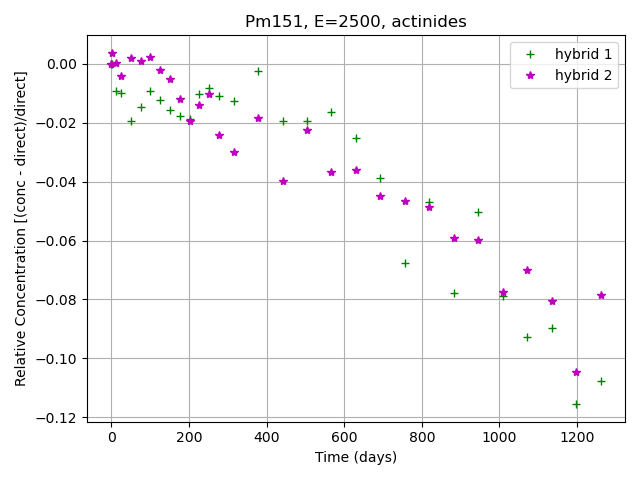 Pm151, E=2500, actinides
hybrid 1
hybrid 2
0.00
−0.02
−0.04
−0.06
−0.08
−0.10
−0.12
Relative Concentration [(conc - direct)/direct]
0 200 400 600 800 1000 1200
Time (days)